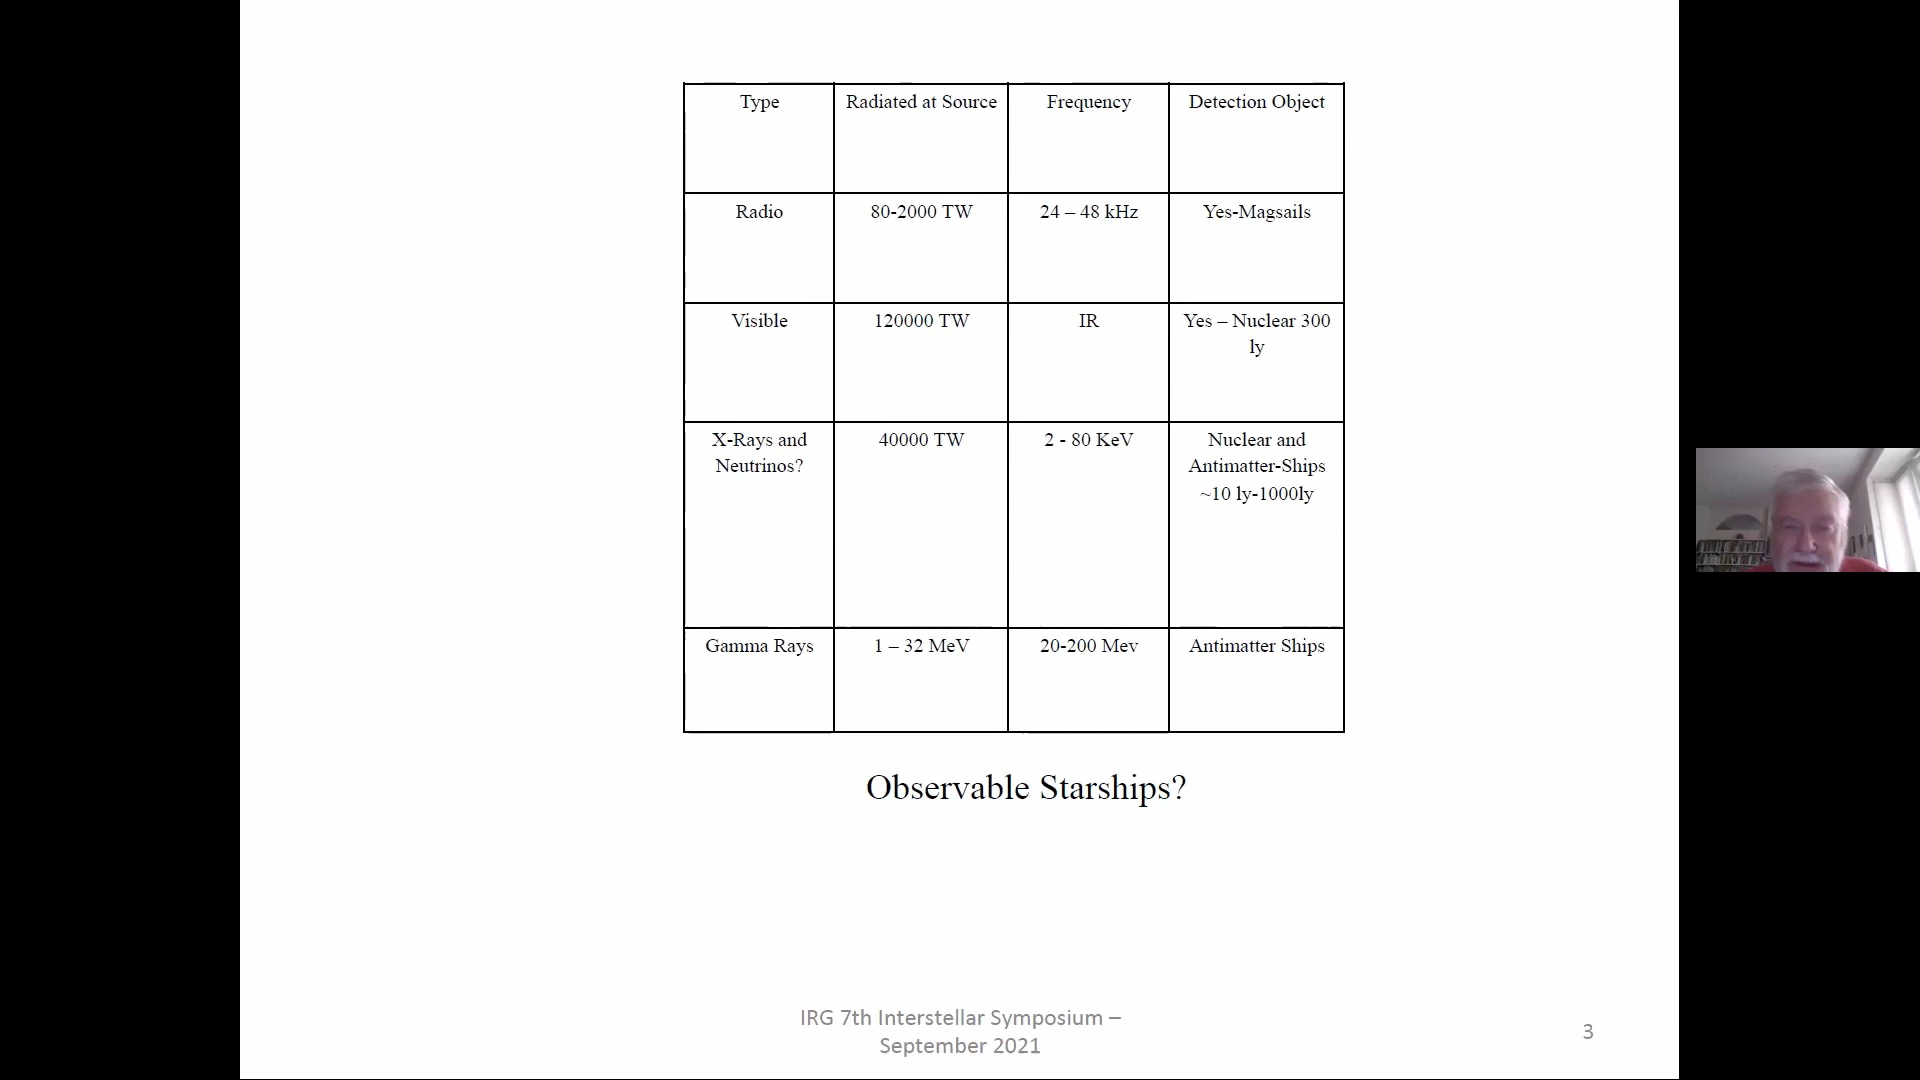 Type Radiated at Source Frequency Detection Object
Radio 80-2000 TW 24 – 48 kHz Yes-Magsails
Visible 120000 TW IR Yes – Nuclear 300
ly
X-Rays and 40000 TW 2 - 80 KeV Nuclear and
Neutrinos? Antimatter-Ships
~10 ly-1000ly
Gamma Rays 1 – 32 MeV 20-200 Mev Antimatter Ships
Observable Starships?
IRG 7th Interstellar Symposium –
September 2021
3